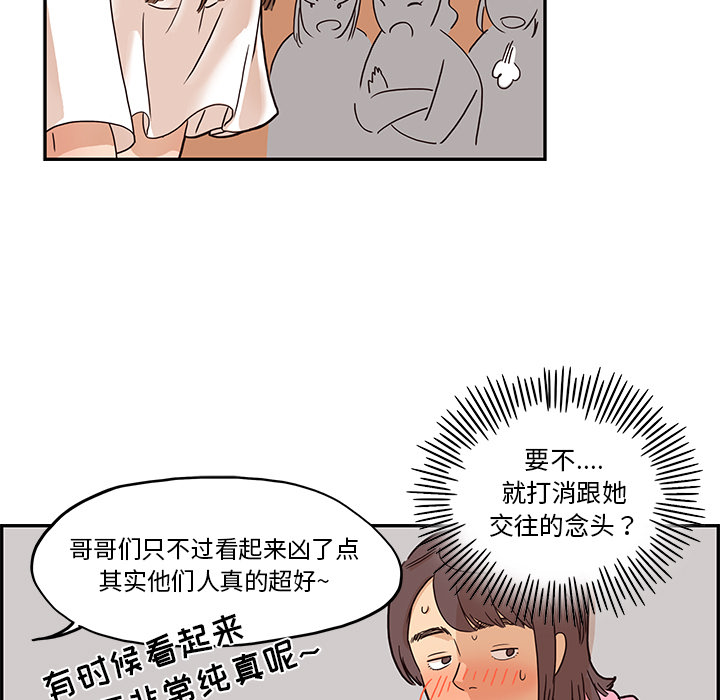 要不....
就打消跟她
交往的念头？
哥哥们只不过看起来凶了点
其实他们人真的超好~
有时候看起来
非常纯真呢~